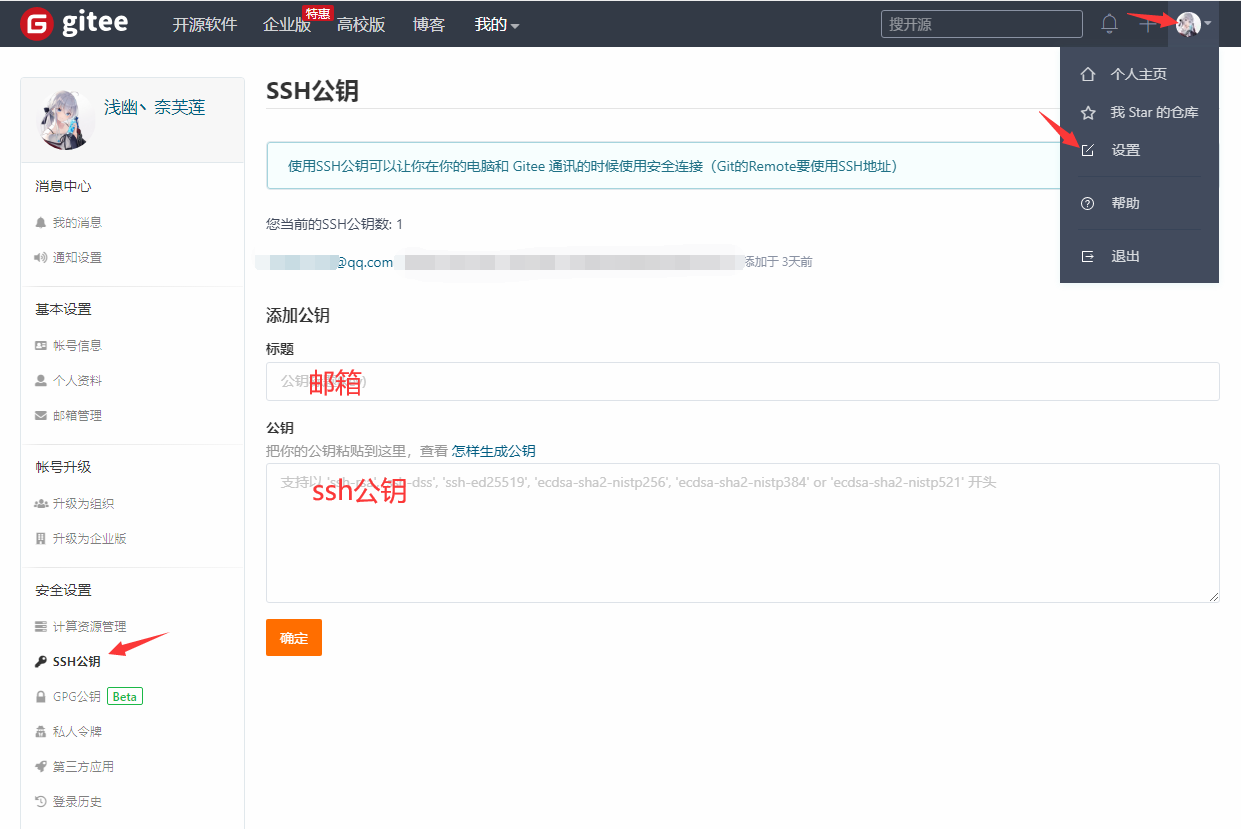 gitee
开源软件 企业版 特惠 高校版 博客 我的 搜开源
个人主页
我 Star 的仓库
设置
帮助
退出
浅幽丶奈芙莲
消息中心
我的消息
通知设置
基本设置
帐号信息
个人资料
邮箱管理
帐号升级
升级为组织
升级为企业版
安全设置
计算资源管理
SSH公钥
GPG公钥 Beta
私人令牌
第三方应用
登录历史
SSH公钥
使用SSH公钥可以让你在你的电脑和 Gitee 通讯的时候使用安全连接（Git的Remote要使用SSH地址）
您当前的SSH公钥数: 1
@qq.com 添加于 3天前
添加公钥
标题
公钥
邮箱
公钥
把你的公钥粘贴到这里，查看 怎样生成公钥
支持以 'ssh-dss', 'ssh-ed25519', 'ecdsa-sha2-nistp256', 'ecdsa-sha2-nistp384' or 'ecdsa-sha2-nistp521' 开头
ssh公钥
确定